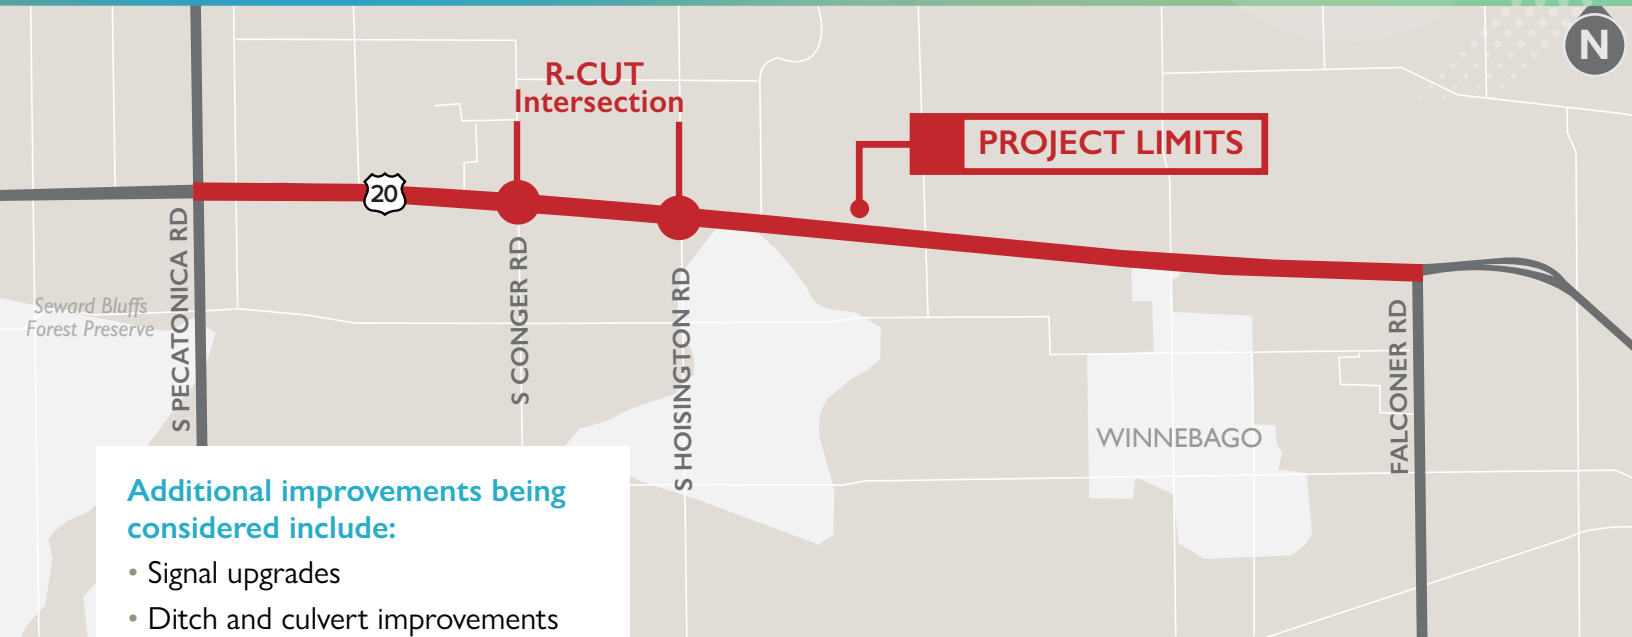 N
R-CUT
Intersection
PROJECT LIMITS
20
S PECATONICA RD
S CONGER RD
S HOISINGTON RD
FALCONER RD
Seward Bluffs
Forest Preserve
WINNEBAGO
Additional improvements being
considered include:
• Signal upgrades
• Ditch and culvert improvements